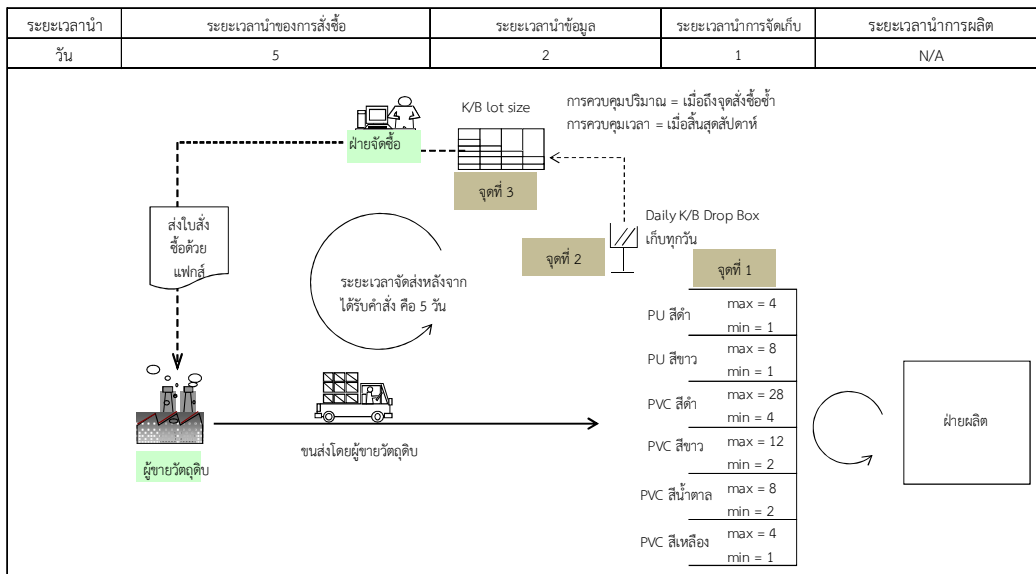 ระยะเวลานำ ระยะเวลานำของการสั่งซื้อ ระยะเวลานำข้อมูล ระยะเวลานำการจัดเก็บ ระยะเวลานำการผลิต
วัน 5 2 1 N/A
K/B lot size
การควบคุมปริมาณ = เมื่อถึงจุดสั่งซื้อซ้ำ
การควบคุมเวลา = เมื่อสิ้นสุดสัปดาห์
ฝ่ายจัดซื้อ
จุดที่ 3
ส่งใบสั่ง
ซื้อด้วย
แฟกส์
Daily K/B Drop Box
เก็บทุกวัน
จุดที่ 2
จุดที่ 1
ระยะเวลาจัดส่งหลังจาก
ได้รับคำสั่ง คือ 5 วัน
PU สีดำ
max = 4
min = 1
PU สีขาว
max = 8
min = 1
PVC สีดำ
max = 28
min = 4
PVC สีขาว
max = 12
min = 2
PVC สีน้ำตาล
max = 8
min = 2
PVC สีเหลือง
max = 4
min = 1
ฝ่ายผลิต
ขนส่งโดยผู้ขายวัตถุดิบ
ผู้ขายวัตถุดิบ